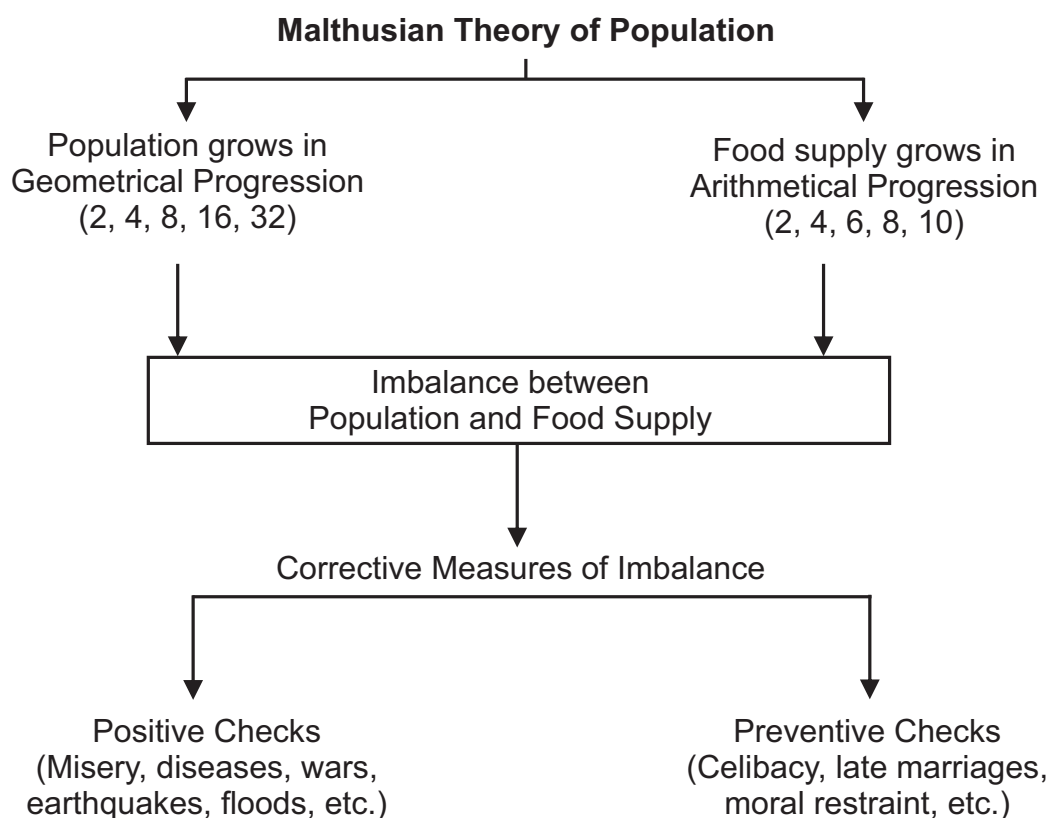 Malthusian Theory of Population
Population grows in
Geometrical Progression
(2, 4, 8, 16, 32)
Food supply grows in
Arithmetical Progression
(2, 4, 6, 8, 10)
Imbalance between
Population and Food Supply
Corrective Measures of Imbalance
Positive Checks
(Misery, diseases, wars,
earthquakes, floods, etc.)
Preventive Checks
(Celibacy, late marriages,
moral restraint, etc.)